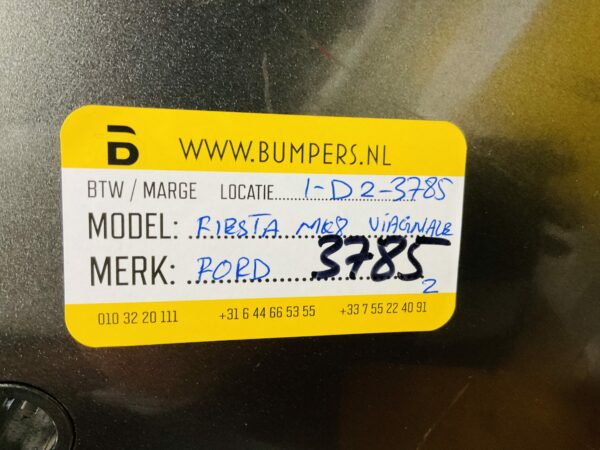 WWW.BUMPERS.NL
BTW / MARGE LOCATIE 1-D2-3785
MODEL: FIESTA MK8
MERK: FORD 3785 2
010 32 20 111 +31 6 44 66 53 55 +33 7 55 22 40 91